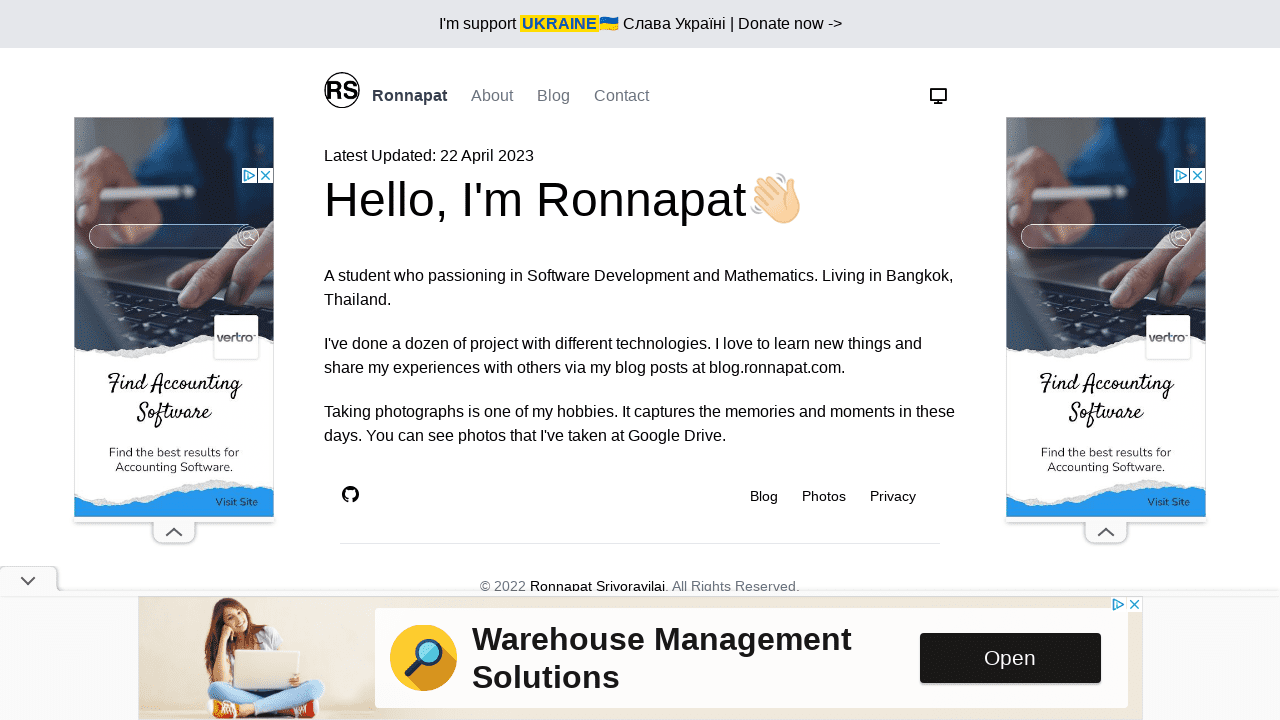 I'm support UKRAINE🇺🇦 Слава Україні | Donate now ->
RS Ronnapat About Blog Contact
Latest Updated: 22 April 2023
Hello, I'm Ronnapat👋🏻
A student who passioning in Software Development and Mathematics. Living in Bangkok,
Thailand.
I've done a dozen of project with different technologies. I love to learn new things and
share my experiences with others via my blog posts at blog.ronnapat.com.
Taking photographs is one of my hobbies. It captures the memories and moments in these
days. You can see photos that I've taken at Google Drive.
Blog Photos Privacy
© 2022 Ronnapat Srivoravilai. All Rights Reserved.
vertro
Find Accounting
Software
Find the best results for
Accounting Software.
Visit Site
vertro
Find Accounting
Software
Find the best results for
Accounting Software.
Visit Site
Warehouse Management
Solutions
Open